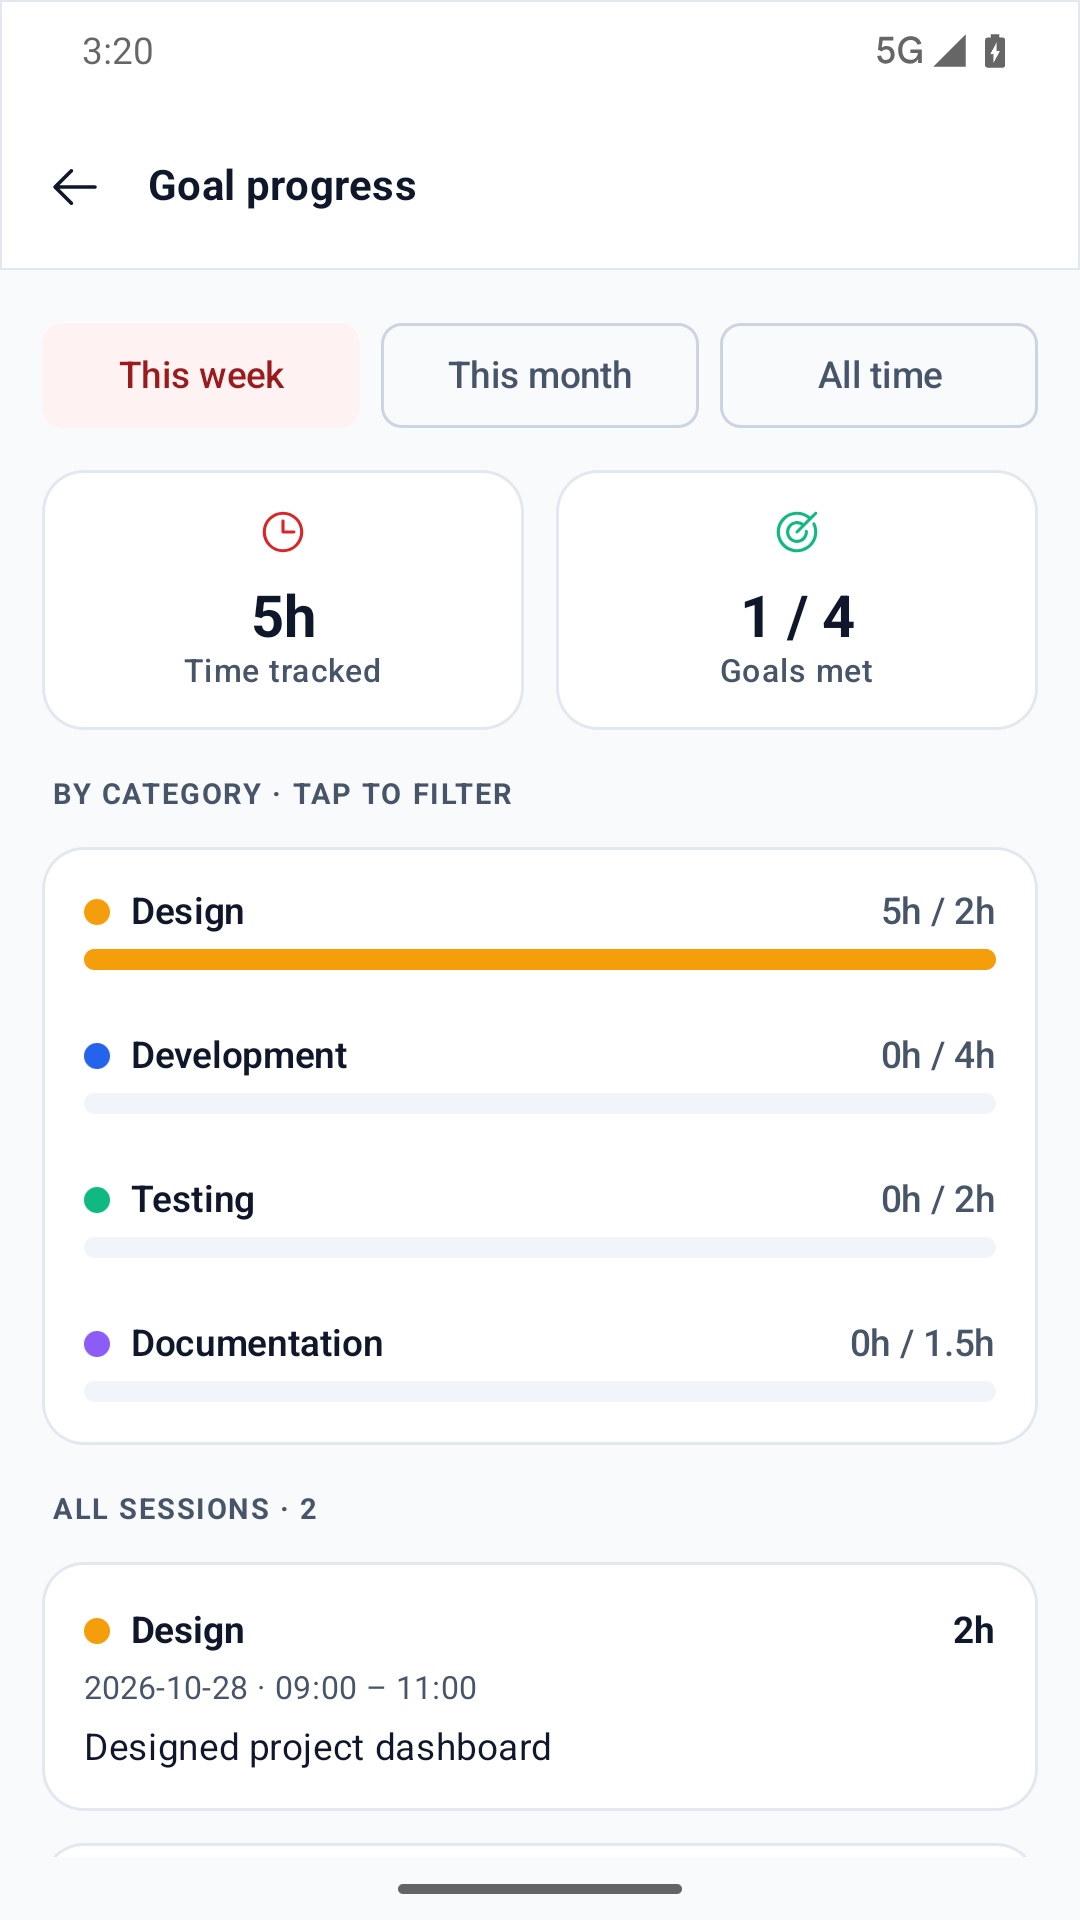 3:20
5G
Goal progress
This week
This month
All time
5h
Time tracked
1 / 4
Goals met
BY CATEGORY · TAP TO FILTER
Design
5h / 2h
Development
0h / 4h
Testing
0h / 2h
Documentation
0h / 1.5h
ALL SESSIONS · 2
Design
2h
2026-10-28 · 09:00 – 11:00
Designed project dashboard